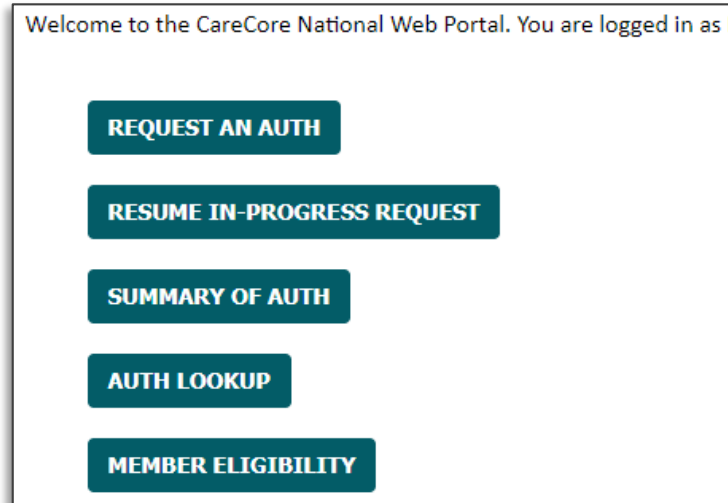 Welcome to the CareCore National Web Portal. You are logged in as
REQUEST AN AUTH
RESUME IN-PROGRESS REQUEST
SUMMARY OF AUTH
AUTH LOOKUP
MEMBER ELIGIBILITY